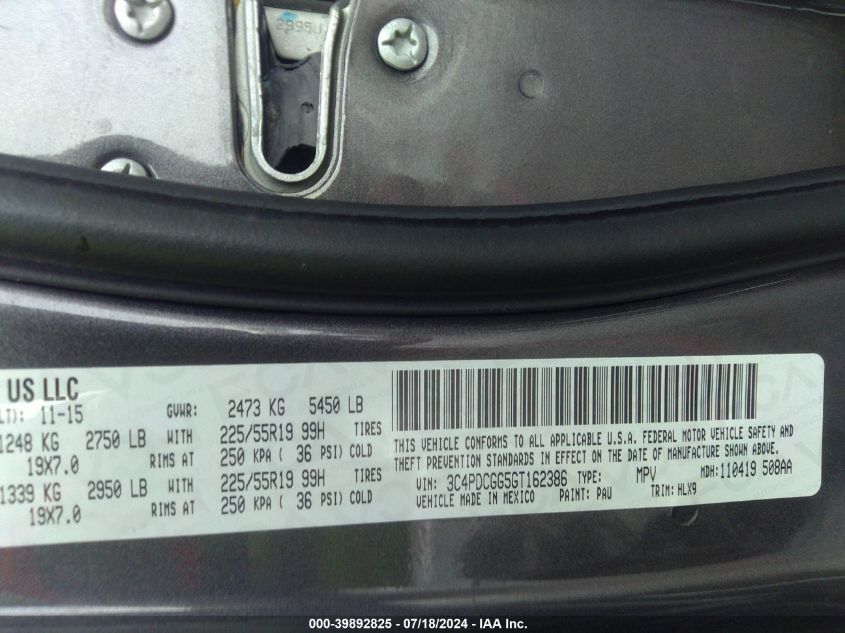 2995J
US LLC
LT): 11-15 GVWR: 2473 KG 5450 LB
1248 KG 2750 LB WITH 225/55R19 99H TIRES
19X7.0 RIMS AT 250 KPA ( 36 PSI) COLD
1339 KG 2950 LB WITH 225/55R19 99H TIRES
19X7.0 RIMS AT 250 KPA ( 36 PSI) COLD
THIS VEHICLE CONFORMS TO ALL APPLICABLE U.S.A. FEDERAL MOTOR VEHICLE SAFETY AND
THEFT PREVENTION STANDARDS IN EFFECT ON THE DATE OF MANUFACTURE SHOWN ABOVE.
VIN: 3C4PDCGG5GT162386 TYPE: MPV MDH: 110419 508AA
VEHICLE MADE IN MEXICO PAINT: PAU TRIM: HLX9
000-39892825 / 07/18/2024 - IAA Inc.